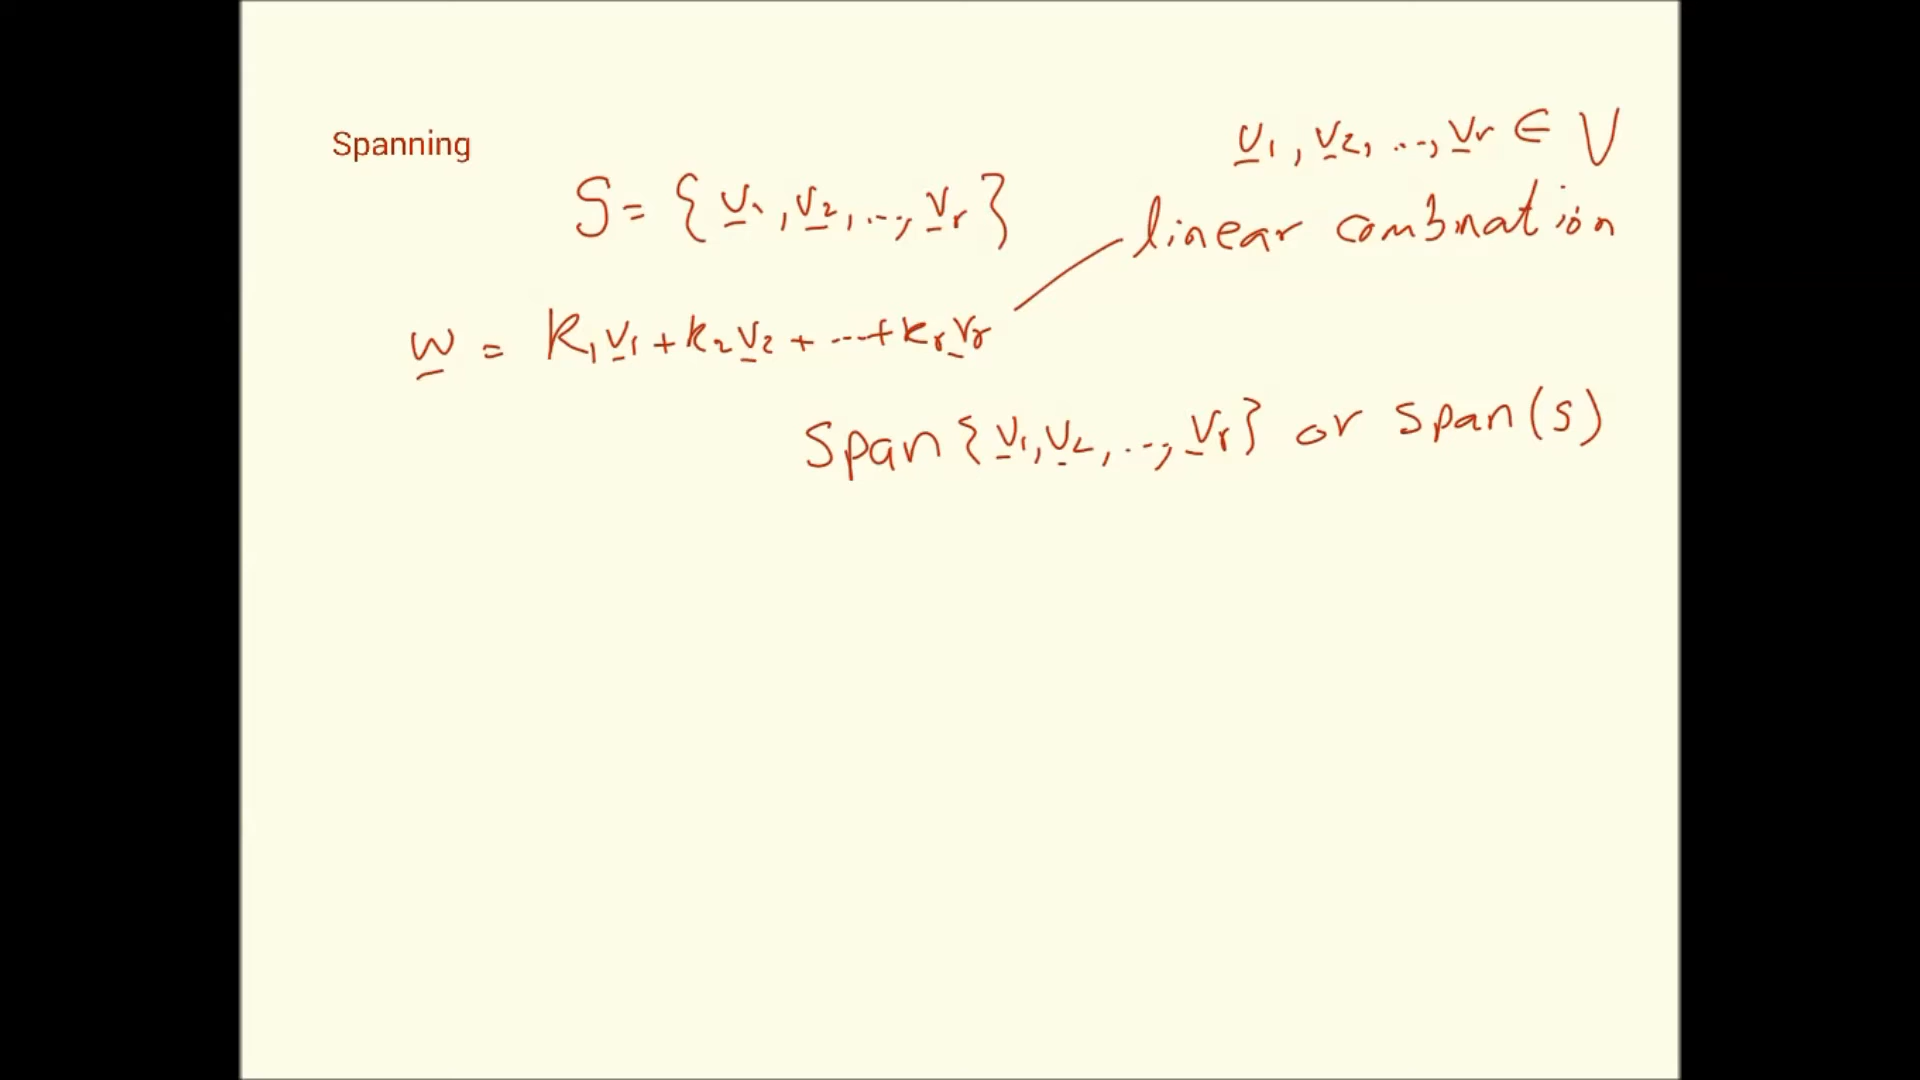 Spanning
v₁, v₂, ..., vᵣ ∈ V
S = { v₁, v₂, ..., vᵣ }
linear combination
w = k₁v₁ + k₂v₂ + ... + kᵣvᵣ
Span { v₁, v₂, ..., vᵣ } or span(s)